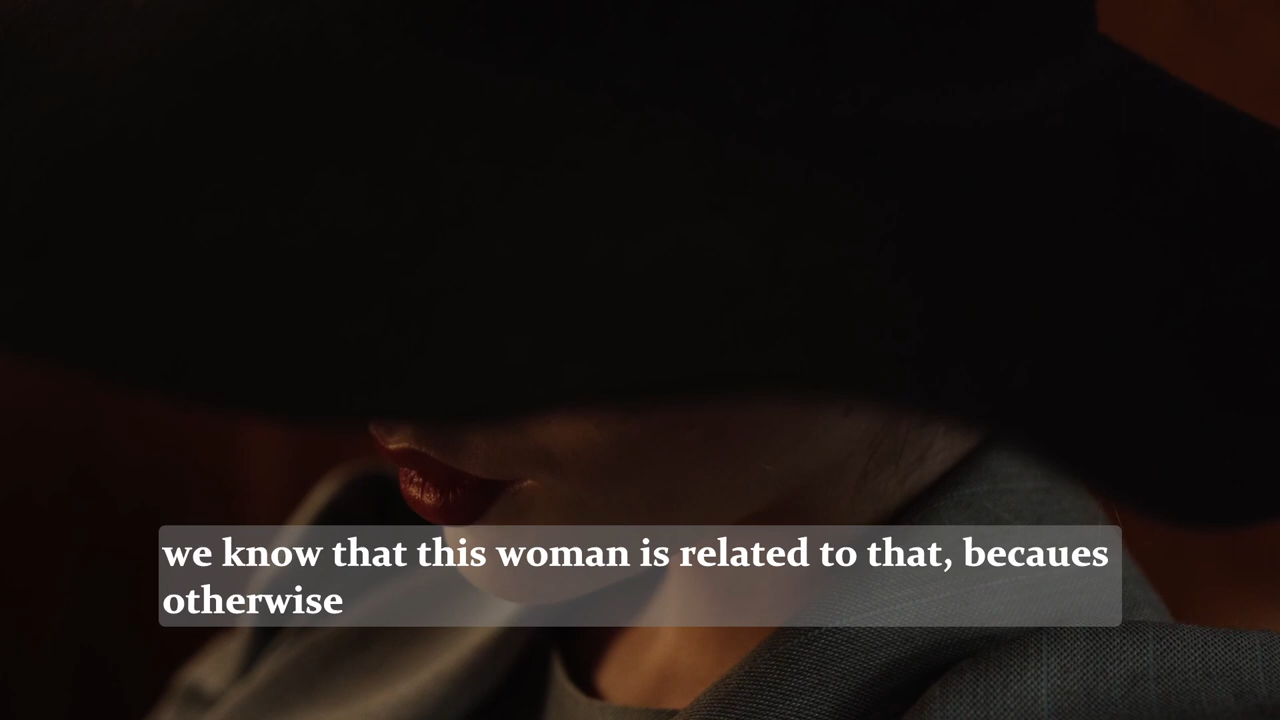 we know that this woman is related to that, becaues
otherwise